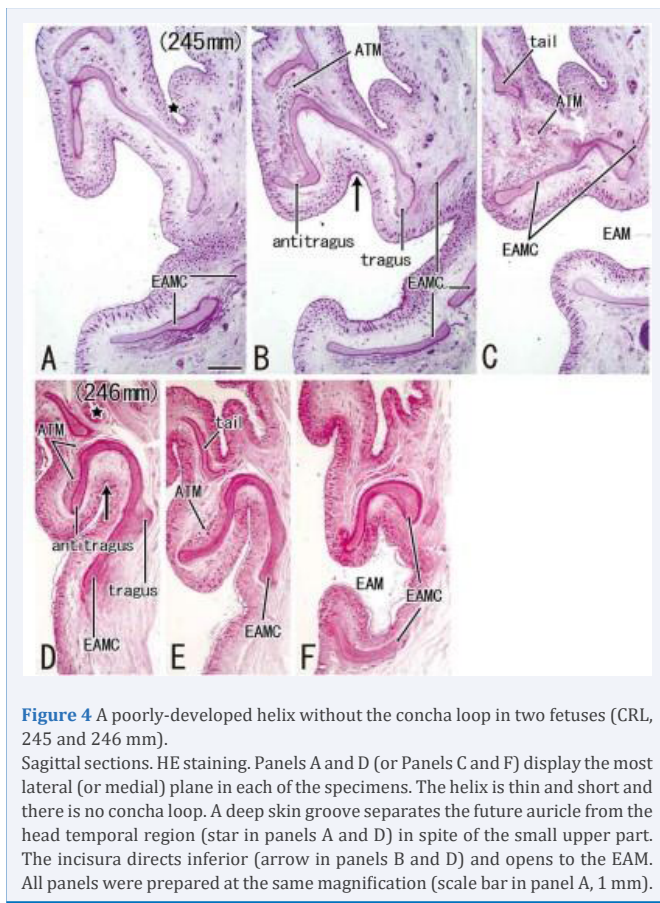 (245mm)
ATM
tail
ATM
antitragus
tragus
EAMC
EAMC
EAMC
EAM
A
B
C
(246mm)
ATM
antitragus
tragus
EAMC
tail
ATM
EAMC
EAM
EAMC
D
E
F
Figure 4 A poorly-developed helix without the concha loop in two fetuses (CRL,
245 and 246 mm).
Sagittal sections. HE staining. Panels A and D (or Panels C and F) display the most
lateral (or medial) plane in each of the specimens. The helix is thin and short and
there is no concha loop. A deep skin groove separates the future auricle from the
head temporal region (star in panels A and D) in spite of the small upper part.
The incisura directs inferior (arrow in panels B and D) and opens to the EAM.
All panels were prepared at the same magnification (scale bar in panel A, 1 mm).